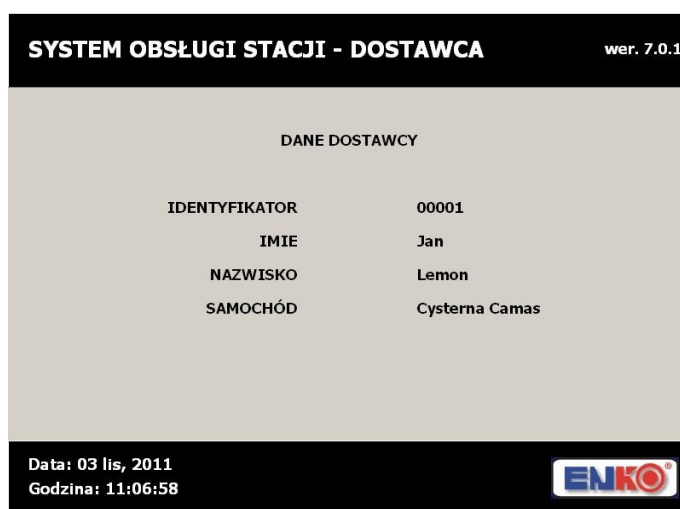 SYSTEM OBSŁUGI STACJI - DOSTAWCA wer. 7.0.1
DANE DOSTAWCY
IDENTYFIKATOR 00001
IMIE Jan
NAZWISKO Lemon
SAMOCHÓD Cysterna Camas
Data: 03 lis, 2011
Godzina: 11:06:58
ENKO®